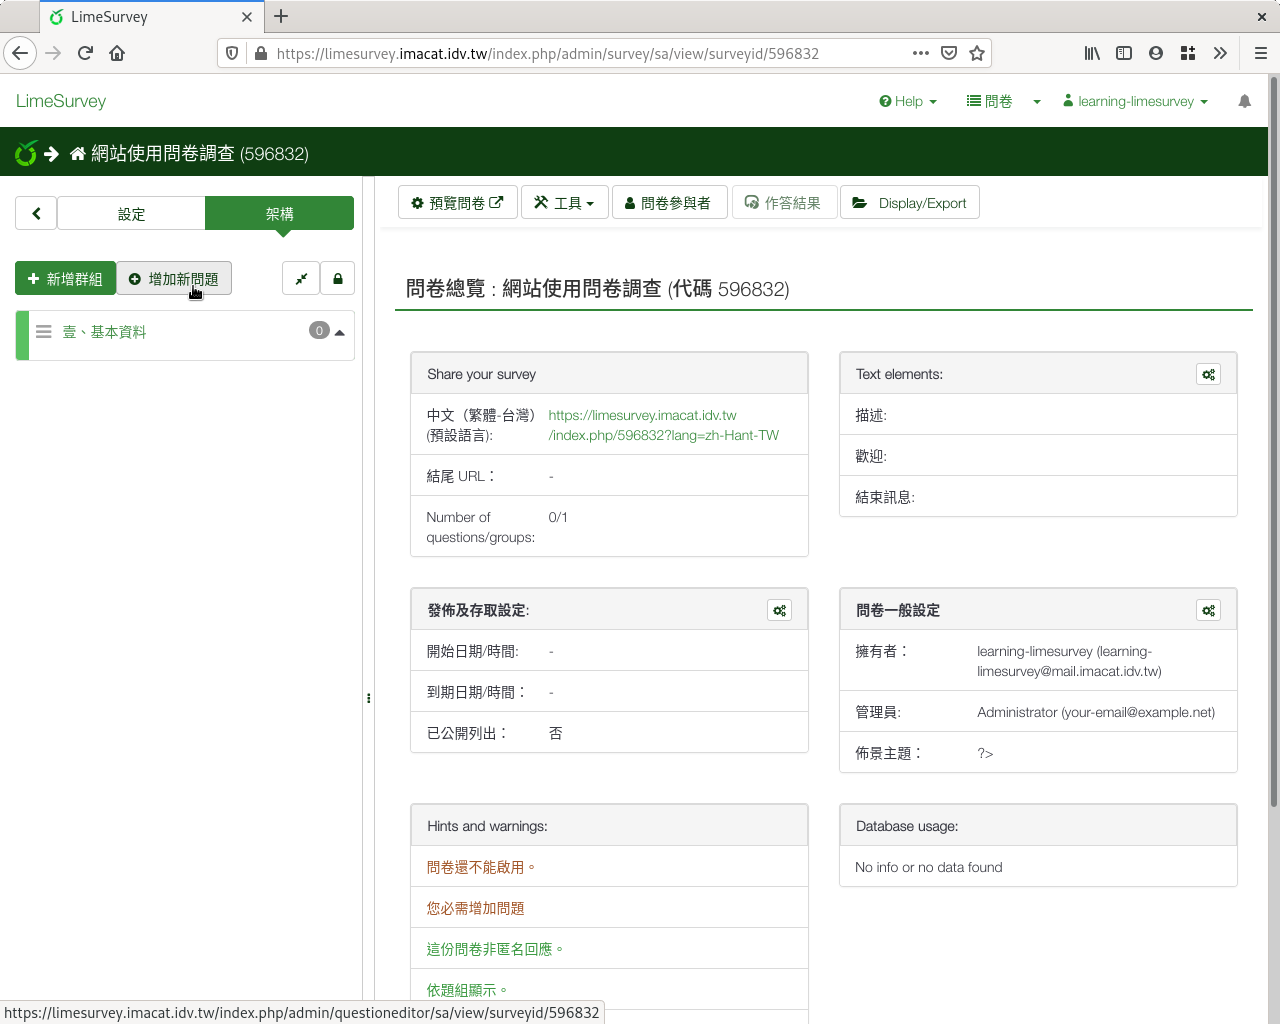 LimeSurvey
https://limesurvey.imacat.idv.tw/index.php/admin/survey/sa/view/surveyid/596832
LimeSurvey
Help
問卷
learning-limesurvey
網站使用問卷調查 (596832)
設定
架構
預覽問卷
工具
問卷參與者
作答結果
Display/Export
新增群組
增加新問題
壹、基本資料
0
問卷總覽 : 網站使用問卷調查 (代碼 596832)
Share your survey
中文（繁體-台灣）
(預設語言):
https://limesurvey.imacat.idv.tw
/index.php/596832?lang=zh-Hant-TW
結尾 URL：
-
Number of
questions/groups:
0/1
Text elements:
描述:
歡迎:
結束訊息:
發佈及存取設定:
開始日期/時間:
-
到期日期/時間：
-
已公開列出：
否
問卷一般設定
擁有者：
learning-limesurvey (learning-
limesurvey@mail.imacat.idv.tw)
管理員:
Administrator (your-email@example.net)
佈景主題：
?>
Hints and warnings:
問卷還不能啟用。
您必需增加問題
這份問卷非匿名回應。
依題組顯示。
Database usage:
No info or no data found
https://limesurvey.imacat.idv.tw/index.php/admin/questioneditor/sa/view/surveyid/596832